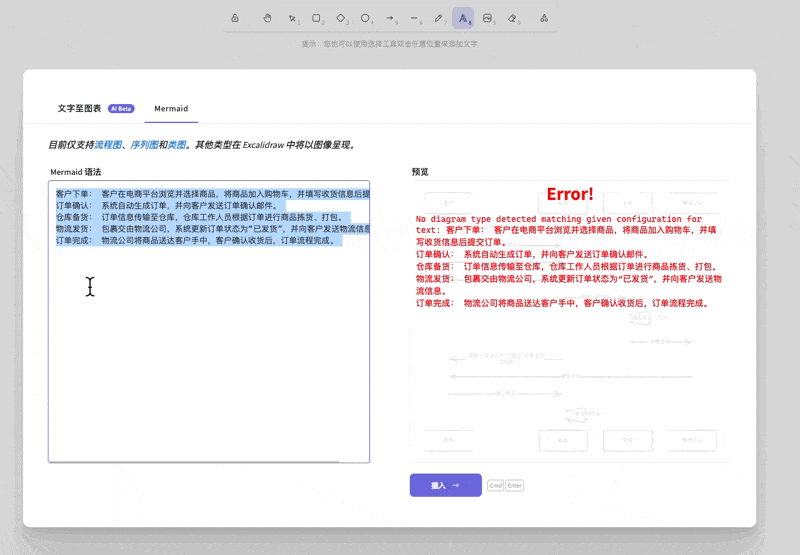 提示：您也可以使用选择工具双击任意位置来添加文字
文字至图表 AI Beta Mermaid
目前仅支持流程图、序列图和类图。其他类型在 Excalidraw 中将以图像呈现。
Mermaid 语法
客户下单： 客户在电商平台浏览并选择商品，将商品加入购物车，并填写收货信息后提
订单确认： 系统自动生成订单，并向客户发送订单确认邮件。
仓库备货： 订单信息传输至仓库，仓库工作人员根据订单进行商品拣货、打包。
物流发货： 包裹交由物流公司，系统更新订单状态为“已发货”，并向客户发送物流信息
订单完成： 物流公司将商品送达客户手中，客户确认收货后，订单流程完成。
预览
Error!
No diagram type detected matching given configuration for
text: 客户下单： 客户在电商平台浏览并选择商品，将商品加入购物车，并填
写收货信息后提交订单。
订单确认： 系统自动生成订单，并向客户发送订单确认邮件。
仓库备货： 订单信息传输至仓库，仓库工作人员根据订单进行商品拣货、打包。
物流发货： 包裹交由物流公司，系统更新订单状态为“已发货”，并向客户发送物
流信息。
订单完成： 物流公司将商品送达客户手中，客户确认收货后，订单流程完成。
插入 → Cmd Enter